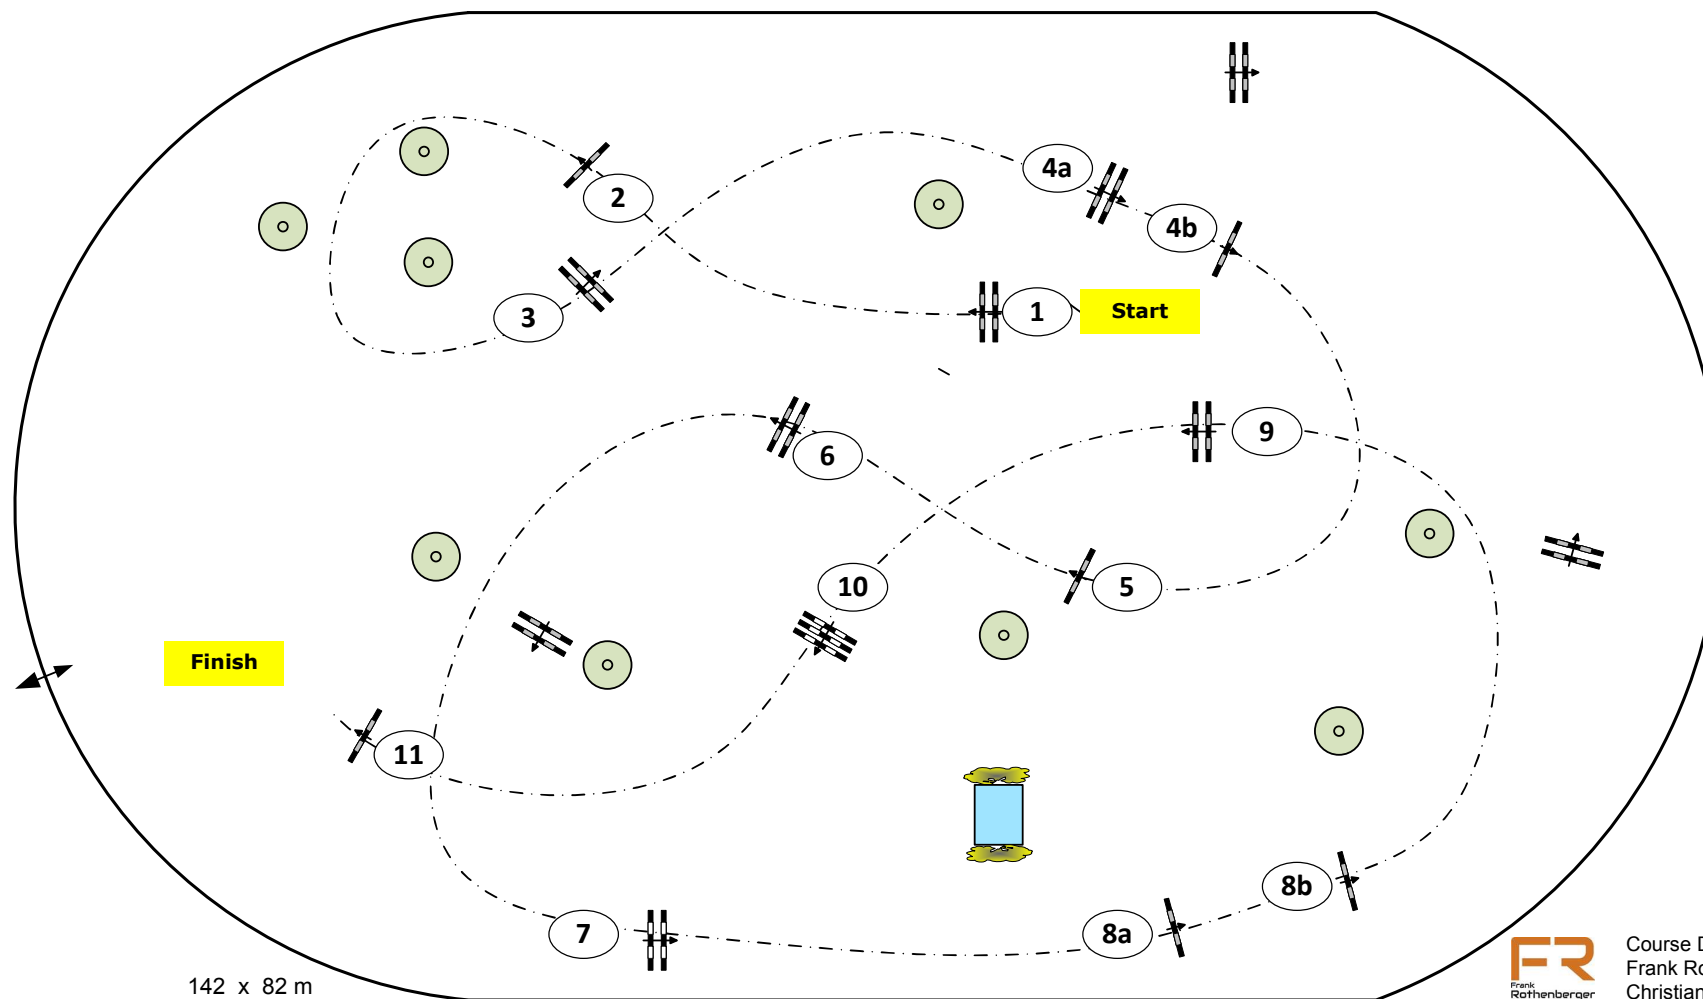 4a
2
4b
3
1
Start
9
6
10
5
Finish
11
8b
7
8a
142 x 82 m
FR
Frank
Rothenberger
Course D
Frank Ro
Christian